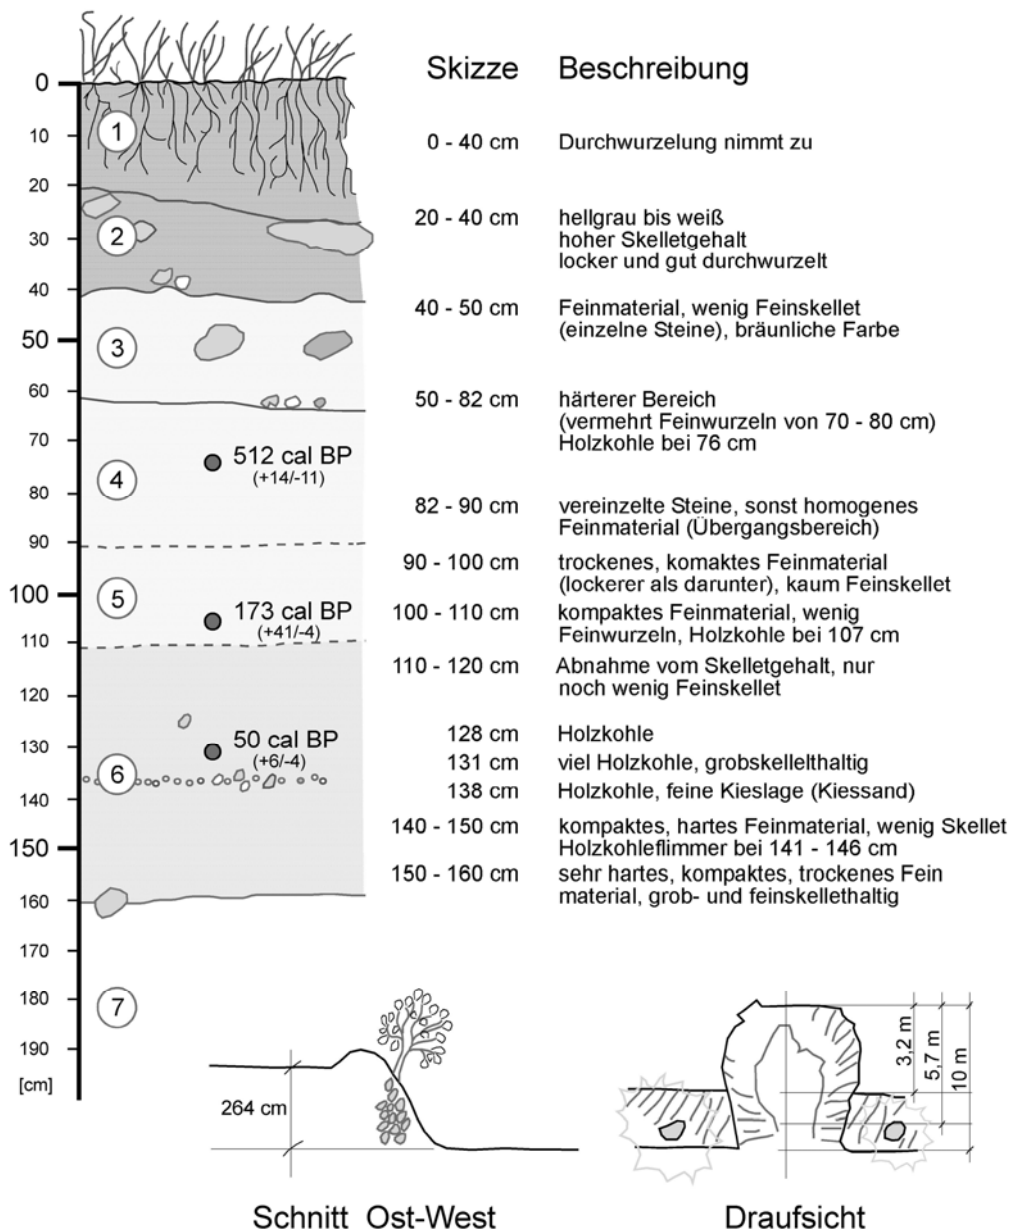 Skizze Beschreibung
0
10
20
30
40
50
60
70
80
90
100
110
120
130
140
150
160
170
180
190
[cm]
1
2
3
4
5
6
7
512 cal BP
(+14/-11)
173 cal BP
(+41/-4)
50 cal BP
(+6/-4)
0 - 40 cm Durchwurzelung nimmt zu
20 - 40 cm hellgrau bis weiß
hoher Skelletgehalt
locker und gut durchwurzelt
40 - 50 cm Feinmaterial, wenig Feinskellet
(einzelne Steine), bräunliche Farbe
50 - 82 cm härterer Bereich
(vermehrt Feinwurzeln von 70 - 80 cm)
Holzkohle bei 76 cm
82 - 90 cm vereinzelte Steine, sonst homogenes
Feinmaterial (Übergangsbereich)
90 - 100 cm trockenes, komaktes Feinmaterial
(lockerer als darunter), kaum Feinskellet
100 - 110 cm kompaktes Feinmaterial, wenig
Feinwurzeln, Holzkohle bei 107 cm
110 - 120 cm Abnahme vom Skelletgehalt, nur
noch wenig Feinskellet
128 cm Holzkohle
131 cm viel Holzkohle, grobskellelthaltig
138 cm Holzkohle, feine Kieslage (Kiessand)
140 - 150 cm kompaktes, hartes Feinmaterial, wenig Skellet
Holzkohleflimmer bei 141 - 146 cm
150 - 160 cm sehr hartes, kompaktes, trockenes Fein
material, grob- und feinskellethaltig
264 cm
3,2 m
5,7 m
10 m
Schnitt Ost-West
Draufsicht